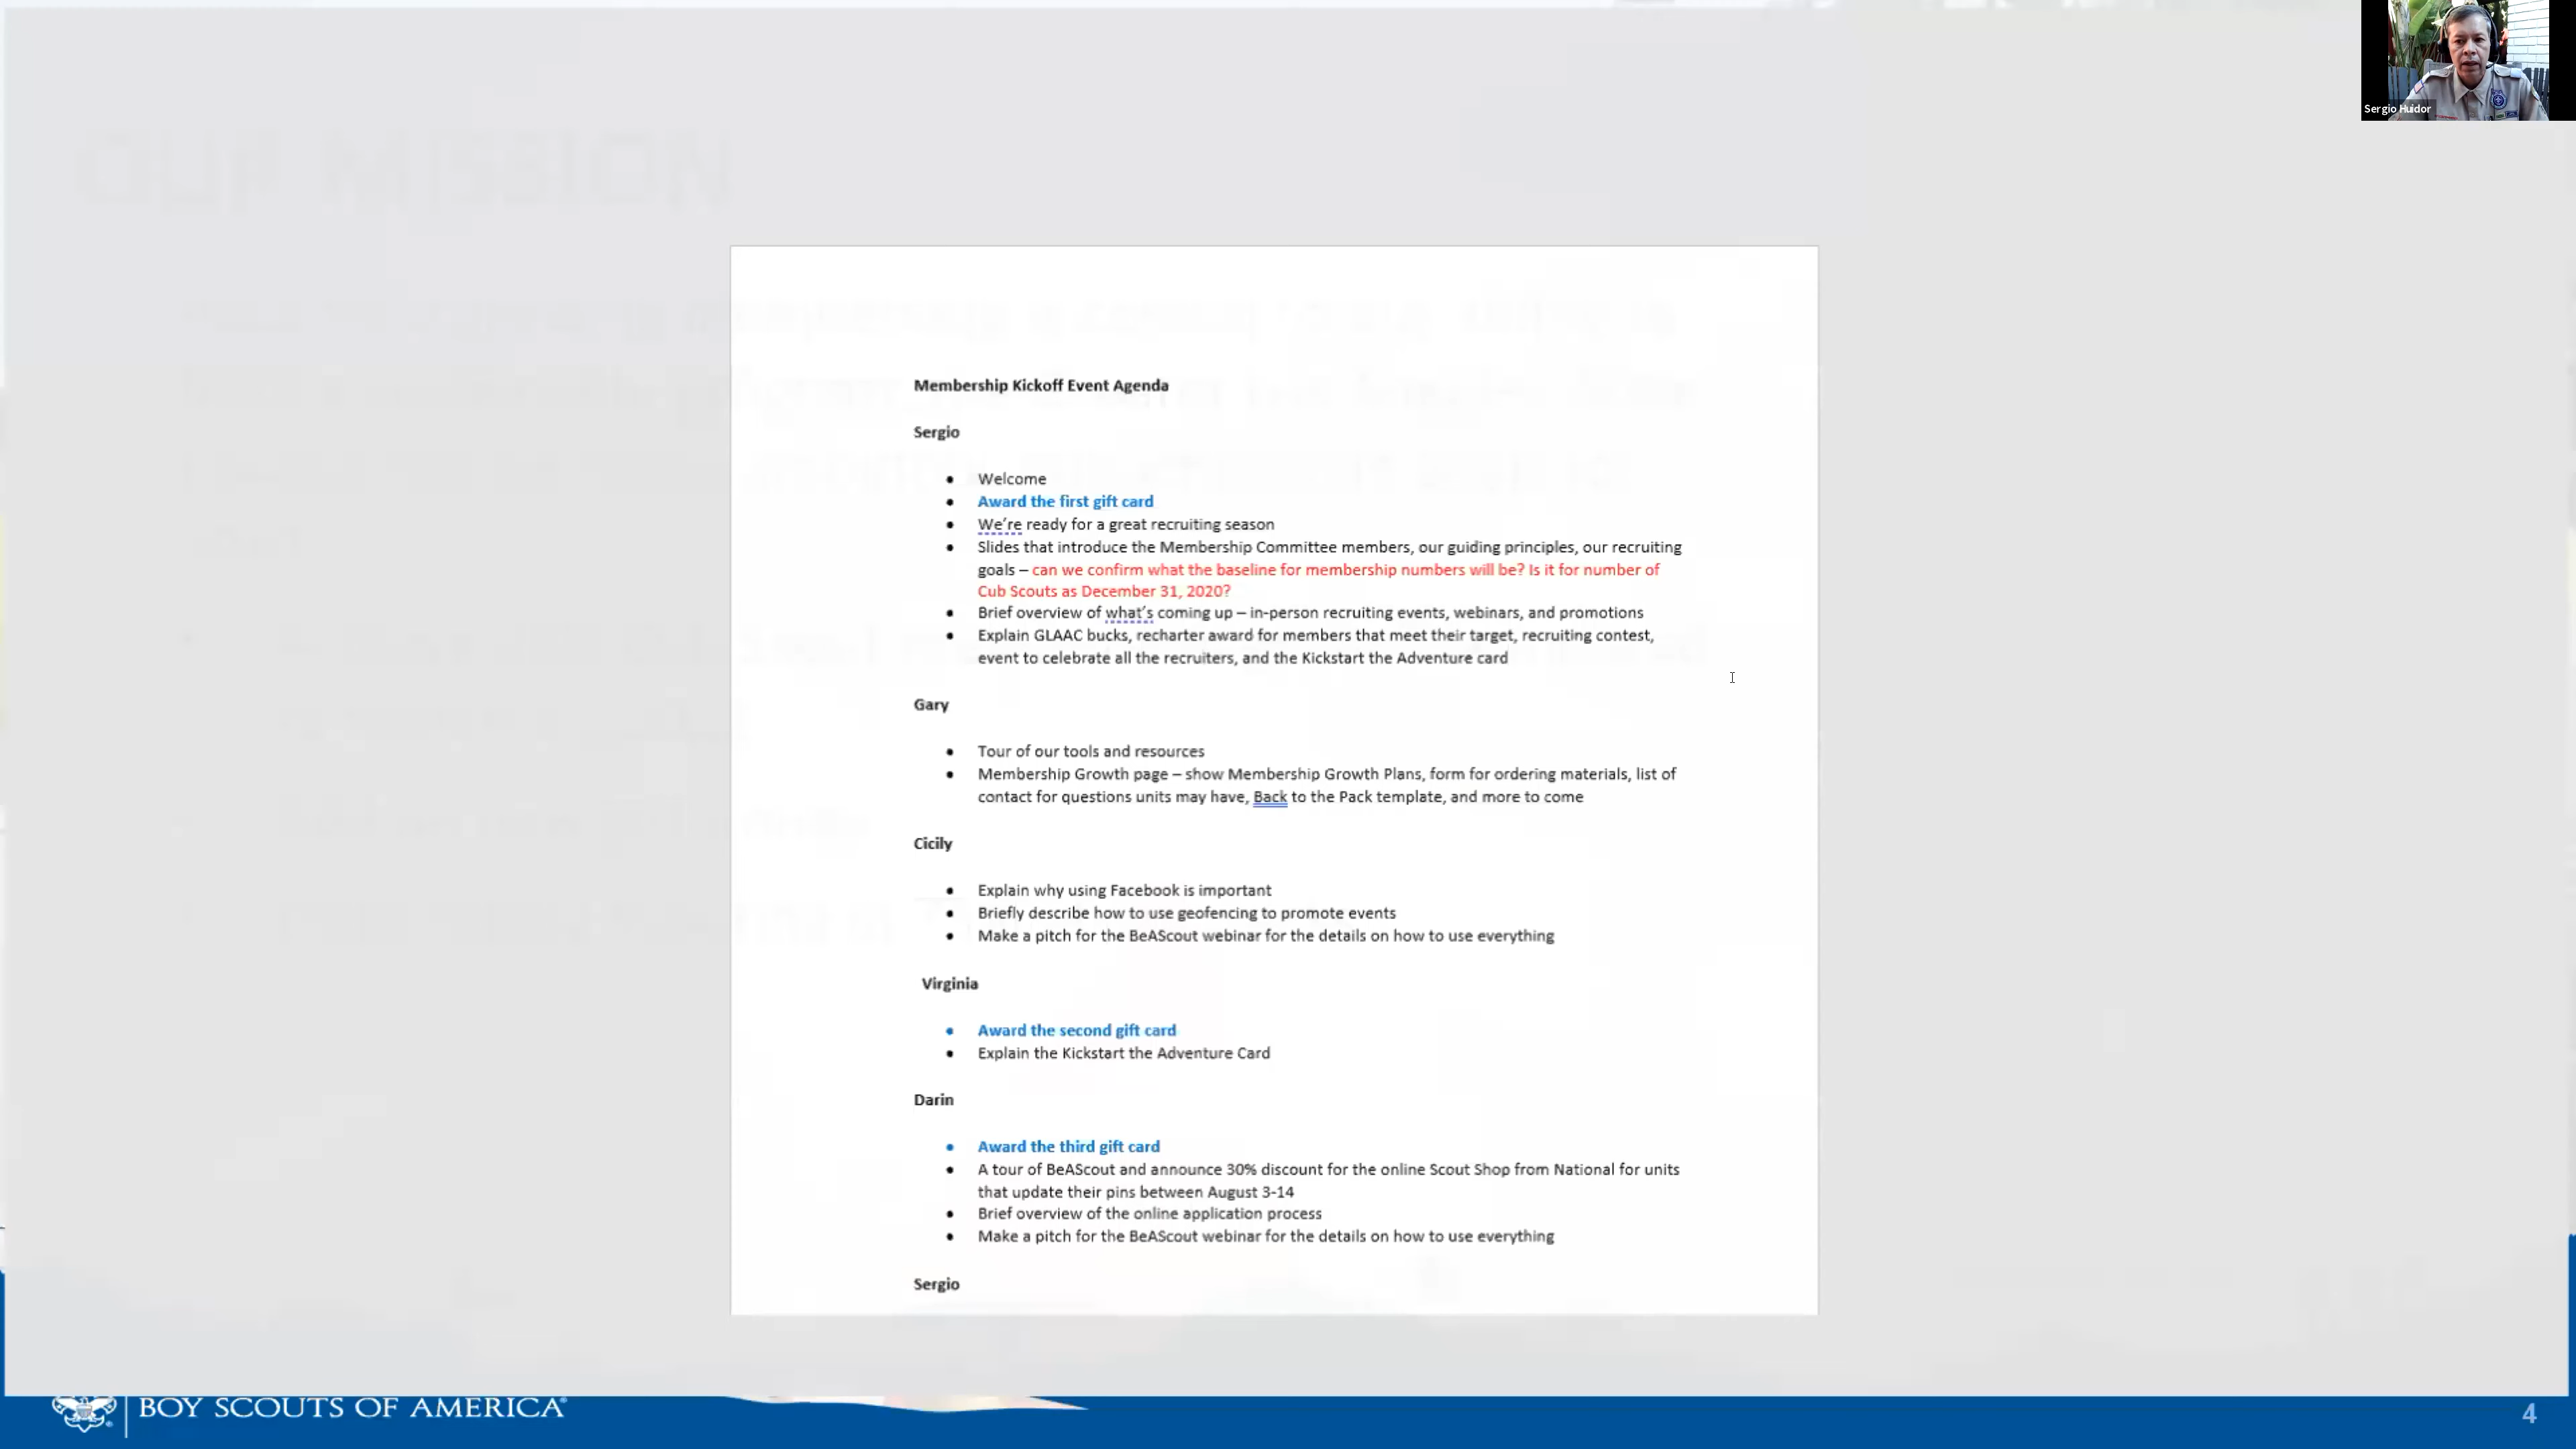 Sergio Huidor
OUR MISSION
Membership Kickoff Event Agenda
Sergio
• Welcome
• Award the first gift card
• We're ready for a great recruiting season
• Slides that introduce the Membership Committee members, our guiding principles, our recruiting
goals – can we confirm what the baseline for membership numbers will be? Is it for number of
Cub Scouts as December 31, 2020?
• Brief overview of what's coming up – in-person recruiting events, webinars, and promotions
• Explain GLAAC bucks, recharter award for members that meet their target, recruiting contest,
event to celebrate all the recruiters, and the Kickstart the Adventure card
Gary
• Tour of our tools and resources
• Membership Growth page – show Membership Growth Plans, form for ordering materials, list of
contact for questions units may have, Back to the Pack template, and more to come
Cicily
• Explain why using Facebook is important
• Briefly describe how to use geofencing to promote events
• Make a pitch for the BeAScout webinar for the details on how to use everything
Virginia
• Award the second gift card
• Explain the Kickstart the Adventure Card
Darin
• Award the third gift card
• A tour of BeAScout and announce 30% discount for the online Scout Shop from National for units
that update their pins between August 3-14
• Brief overview of the online application process
• Make a pitch for the BeAScout webinar for the details on how to use everything
Sergio
BOY SCOUTS OF AMERICA®
4